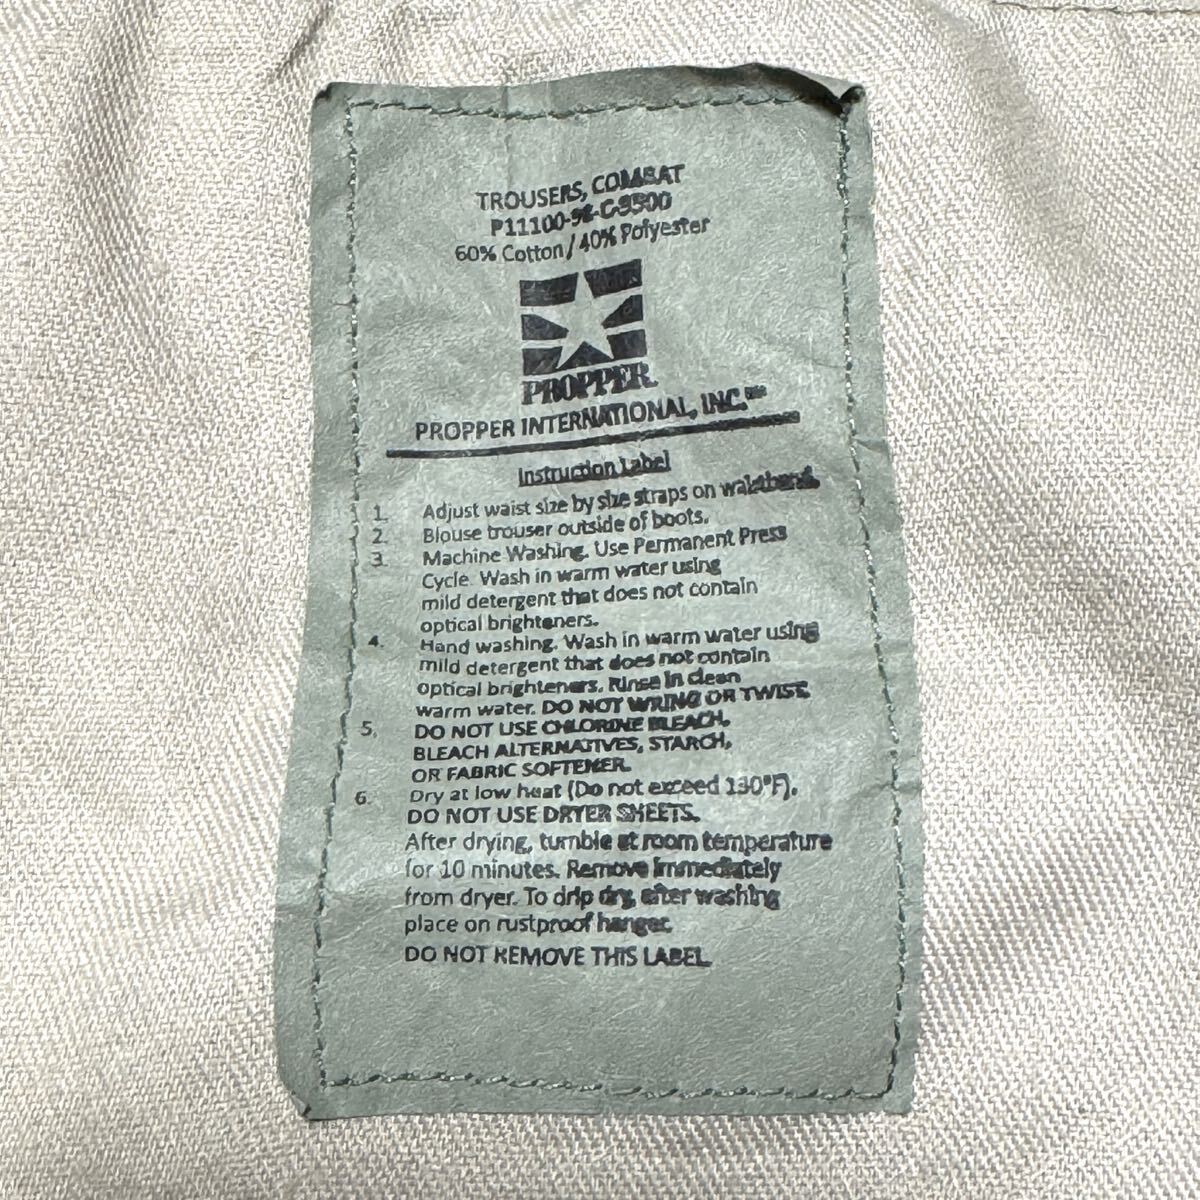 TROUSERS, COMBAT
P11100-98-C-9500
60% Cotton / 40% Polyester
PROPPER
PROPPER INTERNATIONAL, INC.
Instruction Label
1. Adjust waist size by size straps on waistband.
2. Blouse trouser outside of boots.
3. Machine Washing. Use Permanent Press
Cycle. Wash in warm water using
mild detergent that does not contain
optical brighteners.
4. Hand washing. Wash in warm water using
mild detergent that does not contain
optical brighteners. Rinse in clean
warm water. DO NOT WRING OR TWIST.
5. DO NOT USE CHLORINE BLEACH,
BLEACH ALTERNATIVES, STARCH,
OR FABRIC SOFTENER.
6. Dry at low heat (Do not exceed 130°F).
DO NOT USE DRYER SHEETS.
After drying, tumble at room temperature
for 10 minutes. Remove immediately
from dryer. To drip dry, after washing
place on rustproof hanger.
DO NOT REMOVE THIS LABEL.